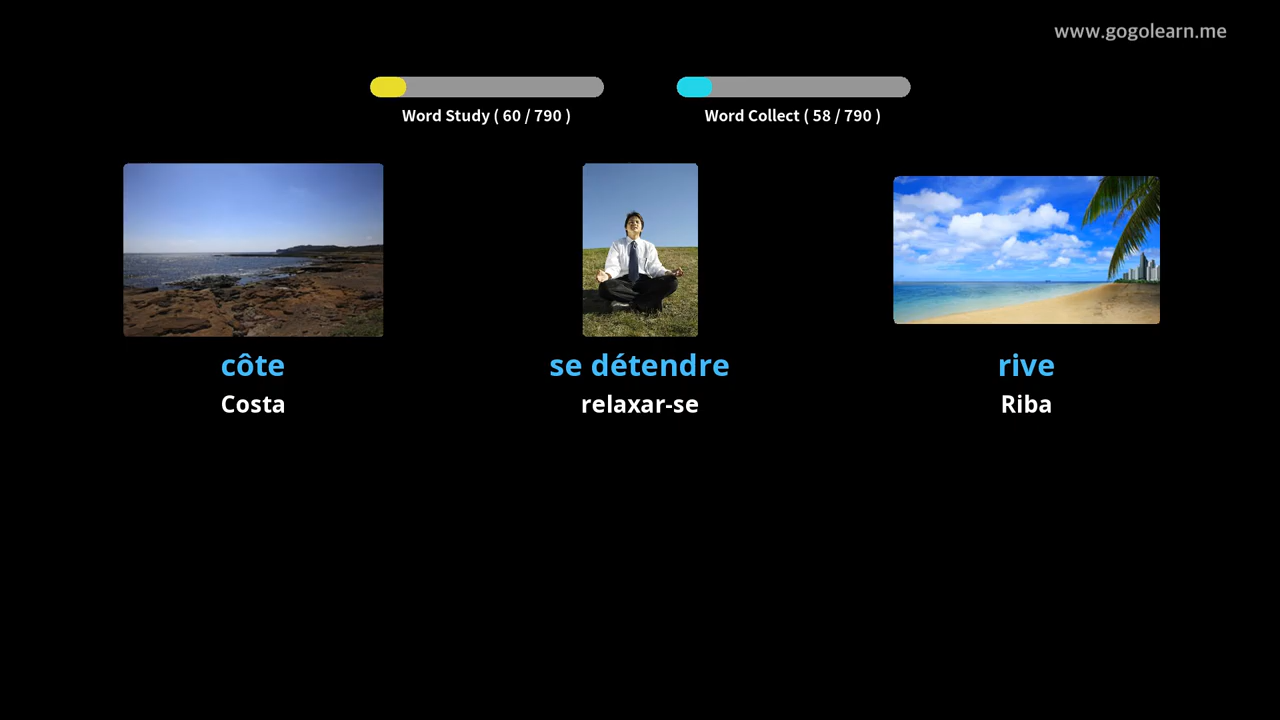 www.gogolearn.me
Word Study ( 60 / 790 )
Word Collect ( 58 / 790 )
côte
se détendre
rive
Costa
relaxar-se
Riba